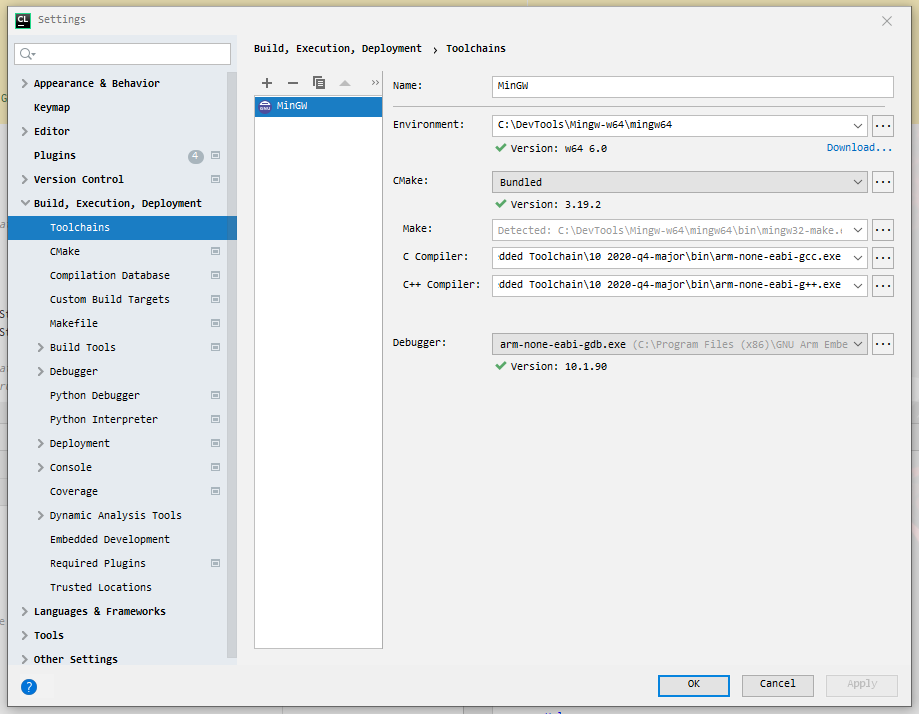 CL Settings
Build, Execution, Deployment › Toolchains
Appearance & Behavior
Keymap
Editor
Plugins 4
Version Control
Build, Execution, Deployment
Toolchains
CMake
Compilation Database
Custom Build Targets
Makefile
Build Tools
Debugger
Python Debugger
Python Interpreter
Deployment
Console
Coverage
Dynamic Analysis Tools
Embedded Development
Required Plugins
Trusted Locations
Languages & Frameworks
Tools
Other Settings
?
GNU MinGW
Name: MinGW
Environment: C:\DevTools\Mingw-w64\mingw64 ...
Version: w64 6.0 Download...
CMake: Bundled ...
Version: 3.19.2
Make: Detected: C:\DevTools\Mingw-w64\mingw64\bin\mingw32-make. ...
C Compiler: dded Toolchain\10 2020-q4-major\bin\arm-none-eabi-gcc.exe ...
C++ Compiler: dded Toolchain\10 2020-q4-major\bin\arm-none-eabi-g++.exe ...
Debugger: arm-none-eabi-gdb.exe (C:\Program Files (x86)\GNU Arm Embe ...
Version: 10.1.90
OK Cancel Apply